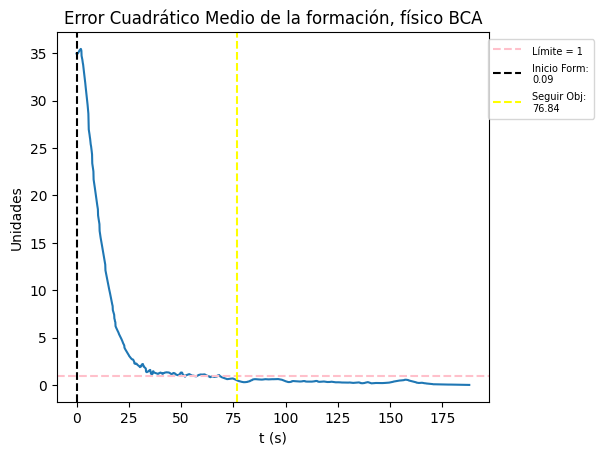 Error Cuadrático Medio de la formación, físico BCA
Límite = 1
Inicio Form:
0.09
Seguir Obj:
76.84
Unidades
35
30
25
20
15
10
5
0
0 25 50 75 100 125 150 175
t (s)